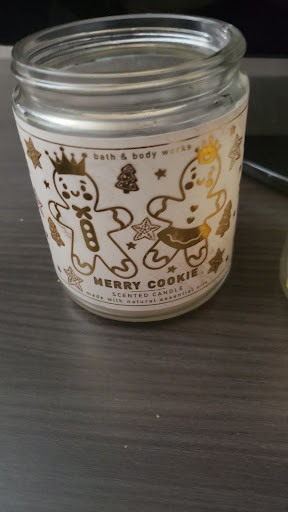 bath & body works
MERRY COOKIE
SCENTED CANDLE
made with natural essential oils